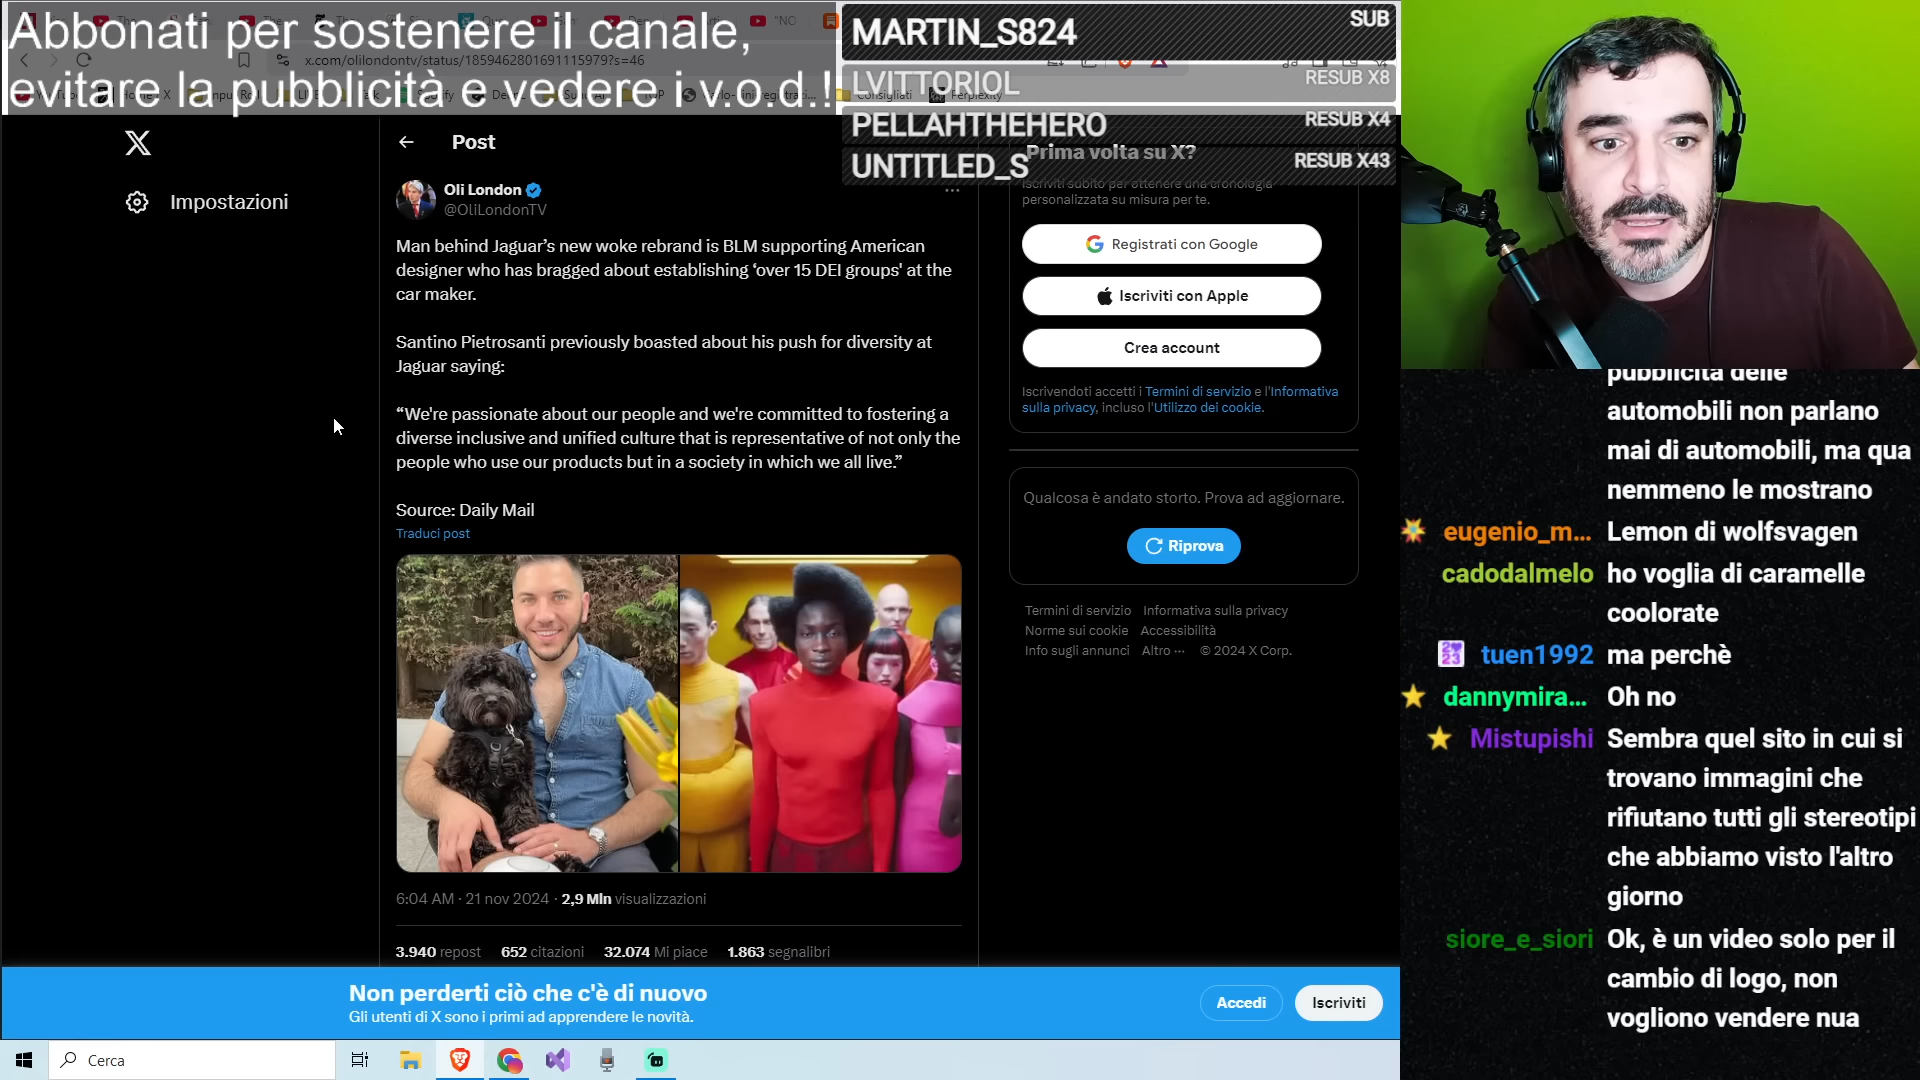 Abbonati per sostenere il canale,
evitare la pubblicità e vedere i v.o.d.!
x.com/olilondontv/status/1859462801691115979?s=46
MARTIN_S824 SUB
LVITTORIOL RESUB X8
PELLAHTHEHERO RESUB X4
UNTITLED_S RESUB X43
Post
Impostazioni
Oli London
@OliLondonTV
Man behind Jaguar's new woke rebrand is BLM supporting American
designer who has bragged about establishing 'over 15 DEI groups' at the
car maker.
Santino Pietrosanti previously boasted about his push for diversity at
Jaguar saying:
“We're passionate about our people and we're committed to fostering a
diverse inclusive and unified culture that is representative of not only the
people who use our products but in a society in which we all live.”
Source: Daily Mail
Traduci post
6:04 AM · 21 nov 2024 · 2,9 Mln visualizzazioni
3.940 repost 652 citazioni 32.074 Mi piace 1.863 segnalibri
Prima volta su X?
Iscriviti subito per ottenere una cronologia
personalizzata su misura per te.
Registrati con Google
Iscriviti con Apple
Crea account
Iscrivendoti accetti i Termini di servizio e l'Informativa
sulla privacy, incluso l'Utilizzo dei cookie.
Qualcosa è andato storto. Prova ad aggiornare.
Riprova
Termini di servizio Informativa sulla privacy
Norme sui cookie Accessibilità
Info sugli annunci Altro ··· © 2024 X Corp.
Non perderti ciò che c'è di nuovo
Gli utenti di X sono i primi ad apprendere le novità.
Accedi
Iscriviti
Cerca
pubblicità delle
automobili non parlano
mai di automobili, ma qua
nemmeno le mostrano
eugenio_m... Lemon di wolfsvagen
cadodalmelo ho voglia di caramelle
coolorate
tuen1992 ma perchè
dannymira... Oh no
Mistupishi Sembra quel sito in cui si
trovano immagini che
rifiutano tutti gli stereotipi
che abbiamo visto l'altro
giorno
siore_e_siori Ok, è un video solo per il
cambio di logo, non
vogliono vendere nua